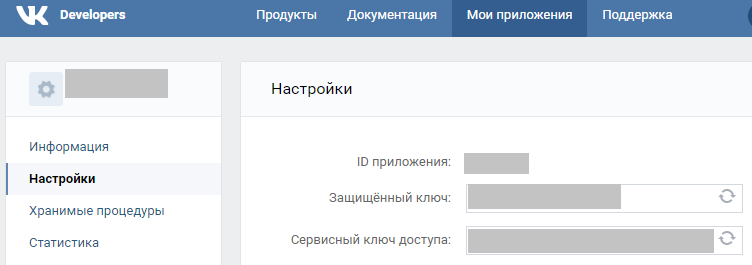 Developers Продукты Документация Мои приложения Поддержка
Настройки
Информация
ID приложения:
Настройки
Защищённый ключ:
Хранимые процедуры
Сервисный ключ доступа:
Статистика